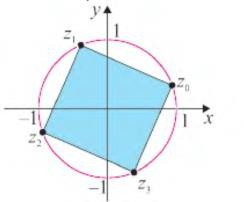 y
1
z₁
z₀
–1
1
x
z₂
–1
z₃